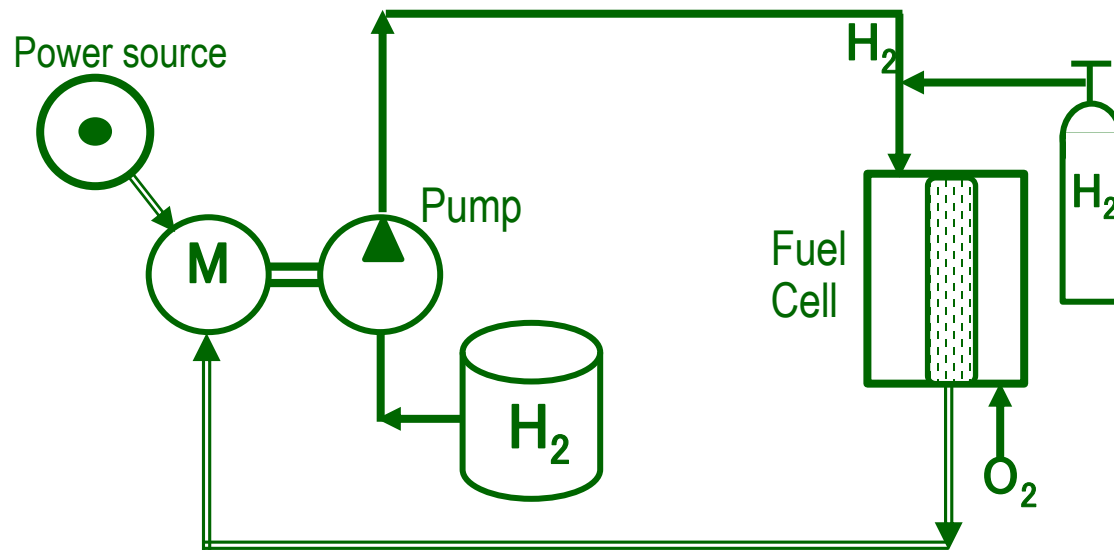 H₂
Power source
H₂
Pump
M
Fuel
Cell
H₂
O₂